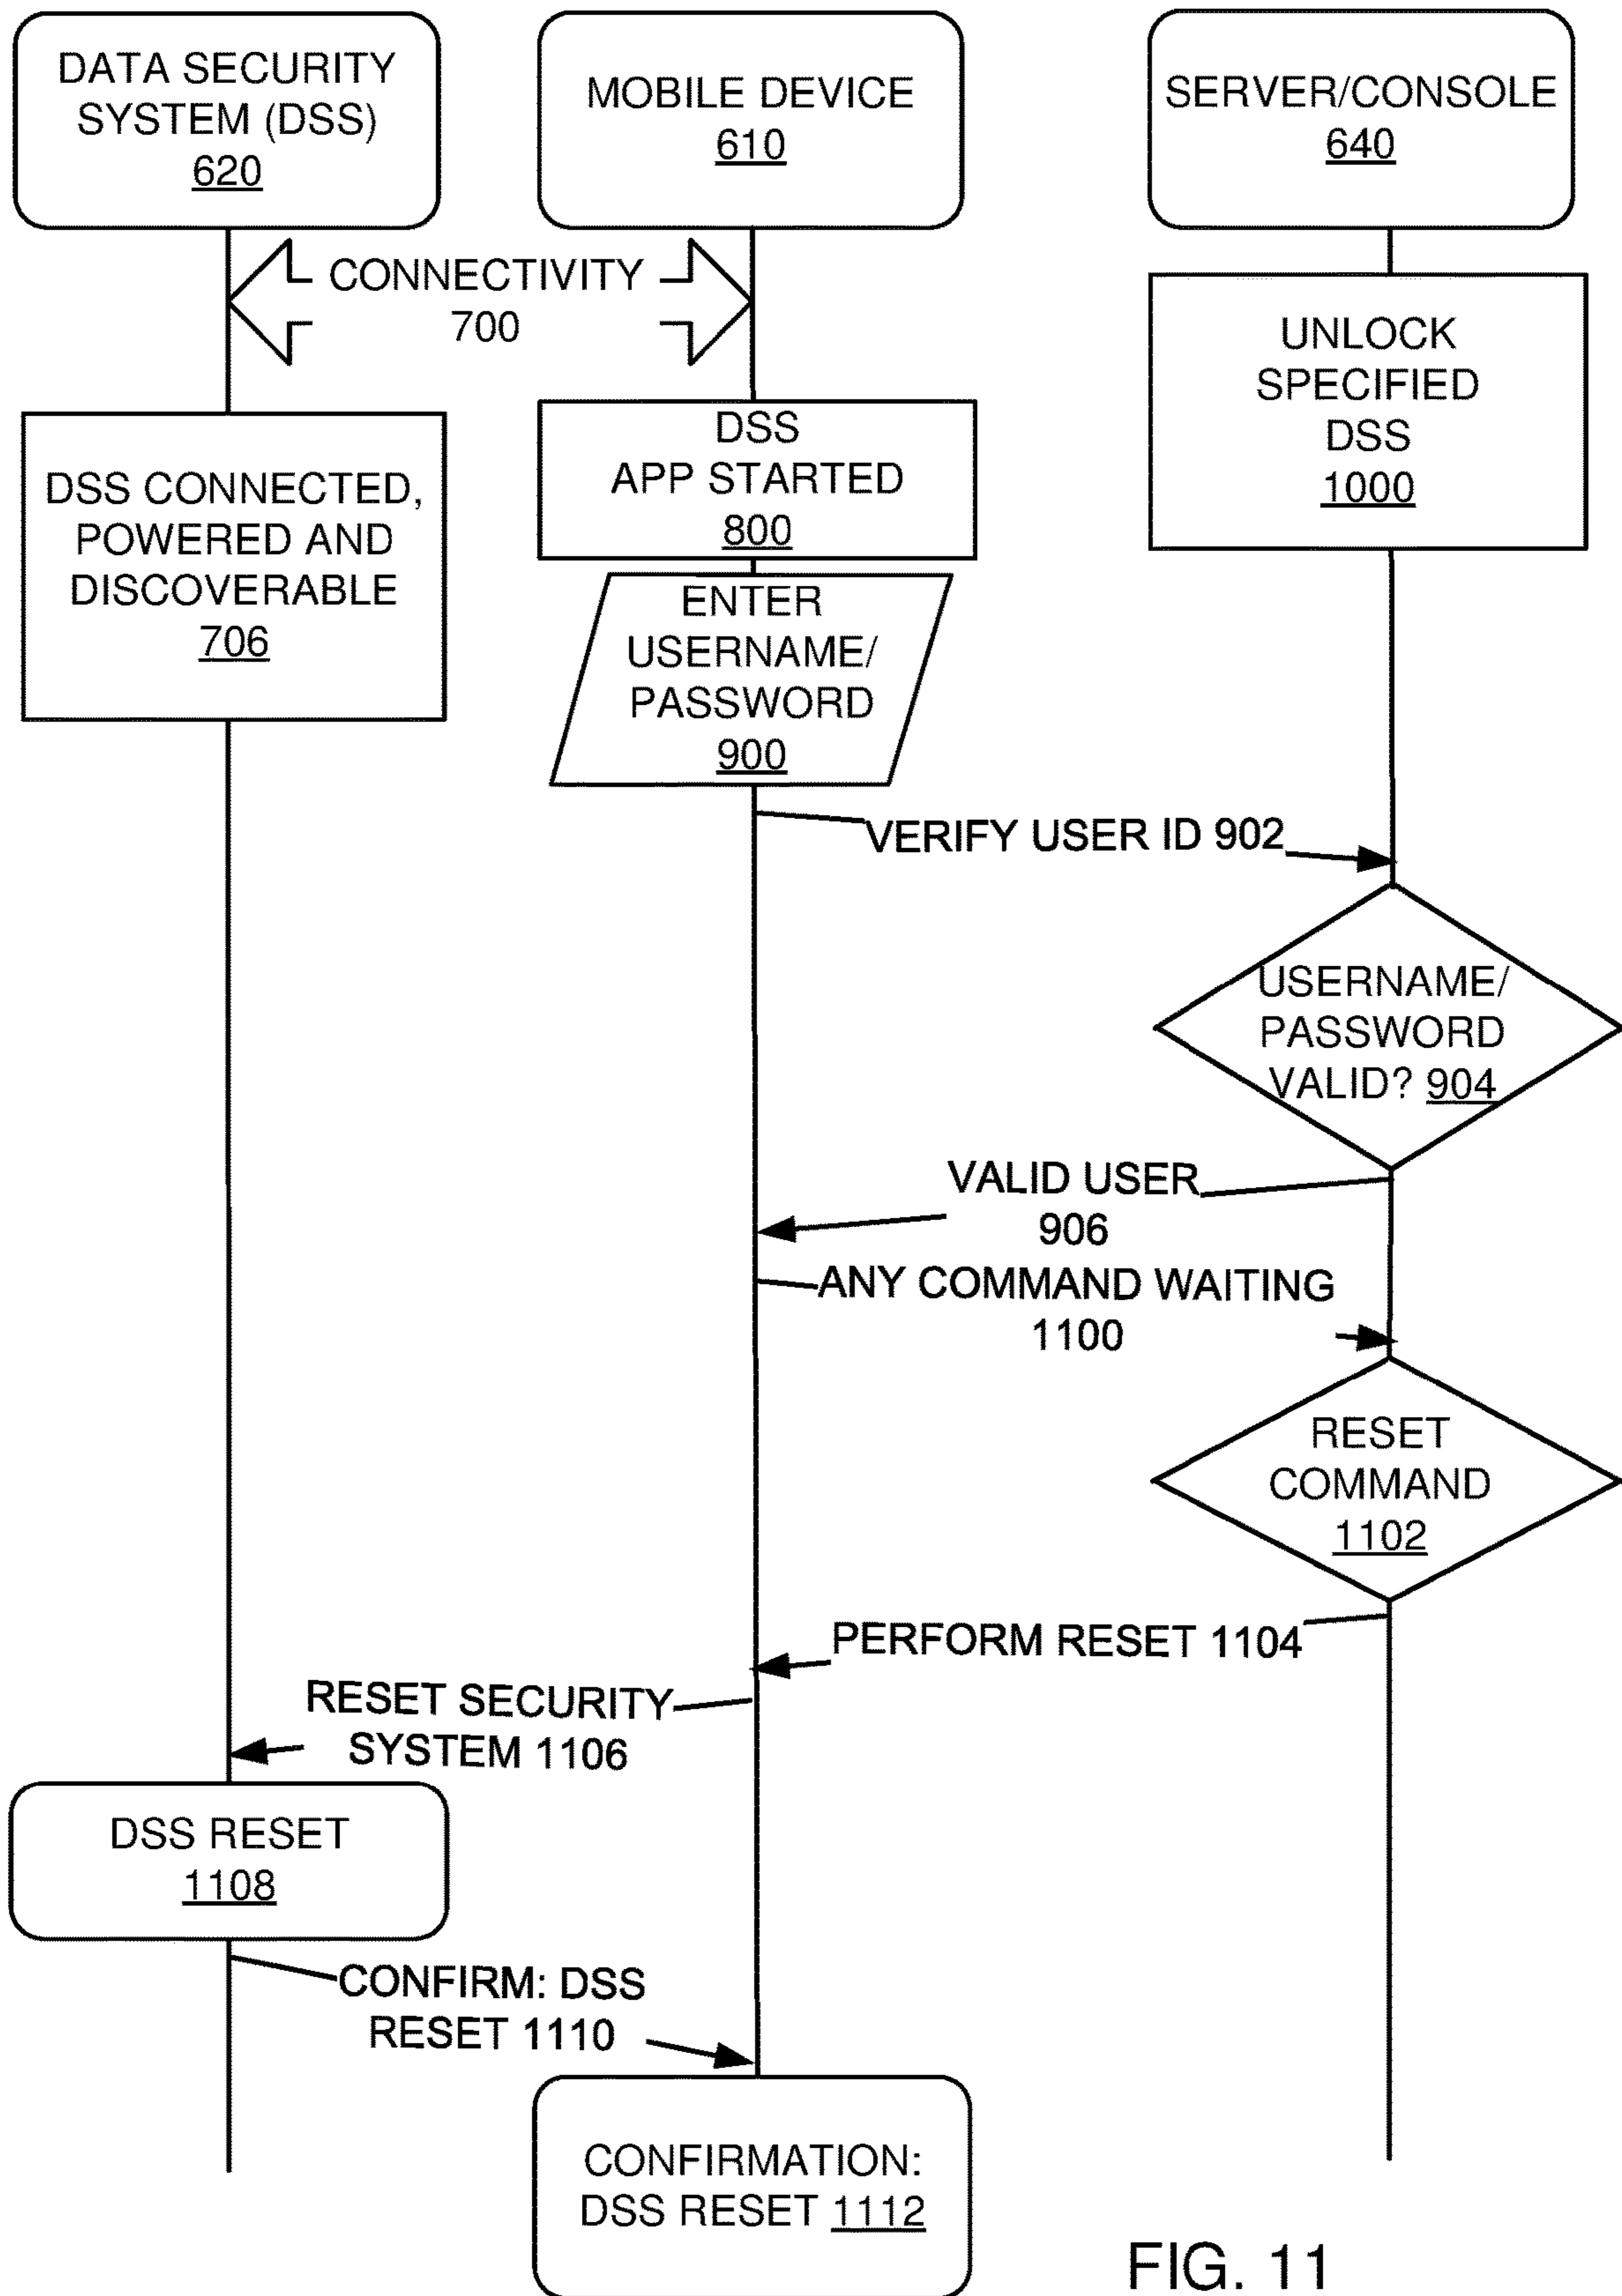 DATA SECURITY
SYSTEM (DSS)
620
MOBILE DEVICE
610
SERVER/CONSOLE
640
CONNECTIVITY
700
UNLOCK
SPECIFIED
DSS
1000
DSS CONNECTED,
POWERED AND
DISCOVERABLE
706
DSS
APP STARTED
800
ENTER
USERNAME/
PASSWORD
900
VERIFY USER ID 902
USERNAME/
PASSWORD
VALID? 904
VALID USER
906
ANY COMMAND WAITING
1100
RESET
COMMAND
1102
PERFORM RESET 1104
RESET SECURITY
SYSTEM 1106
DSS RESET
1108
CONFIRM: DSS
RESET 1110
CONFIRMATION:
DSS RESET 1112
FIG. 11